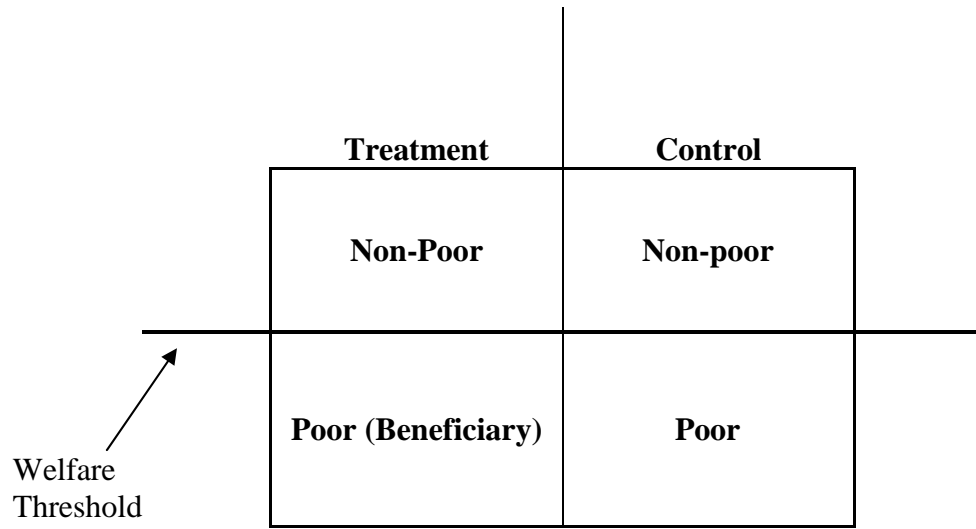 Treatment Control
Non-Poor Non-poor
Poor (Beneficiary) Poor
Welfare
Threshold